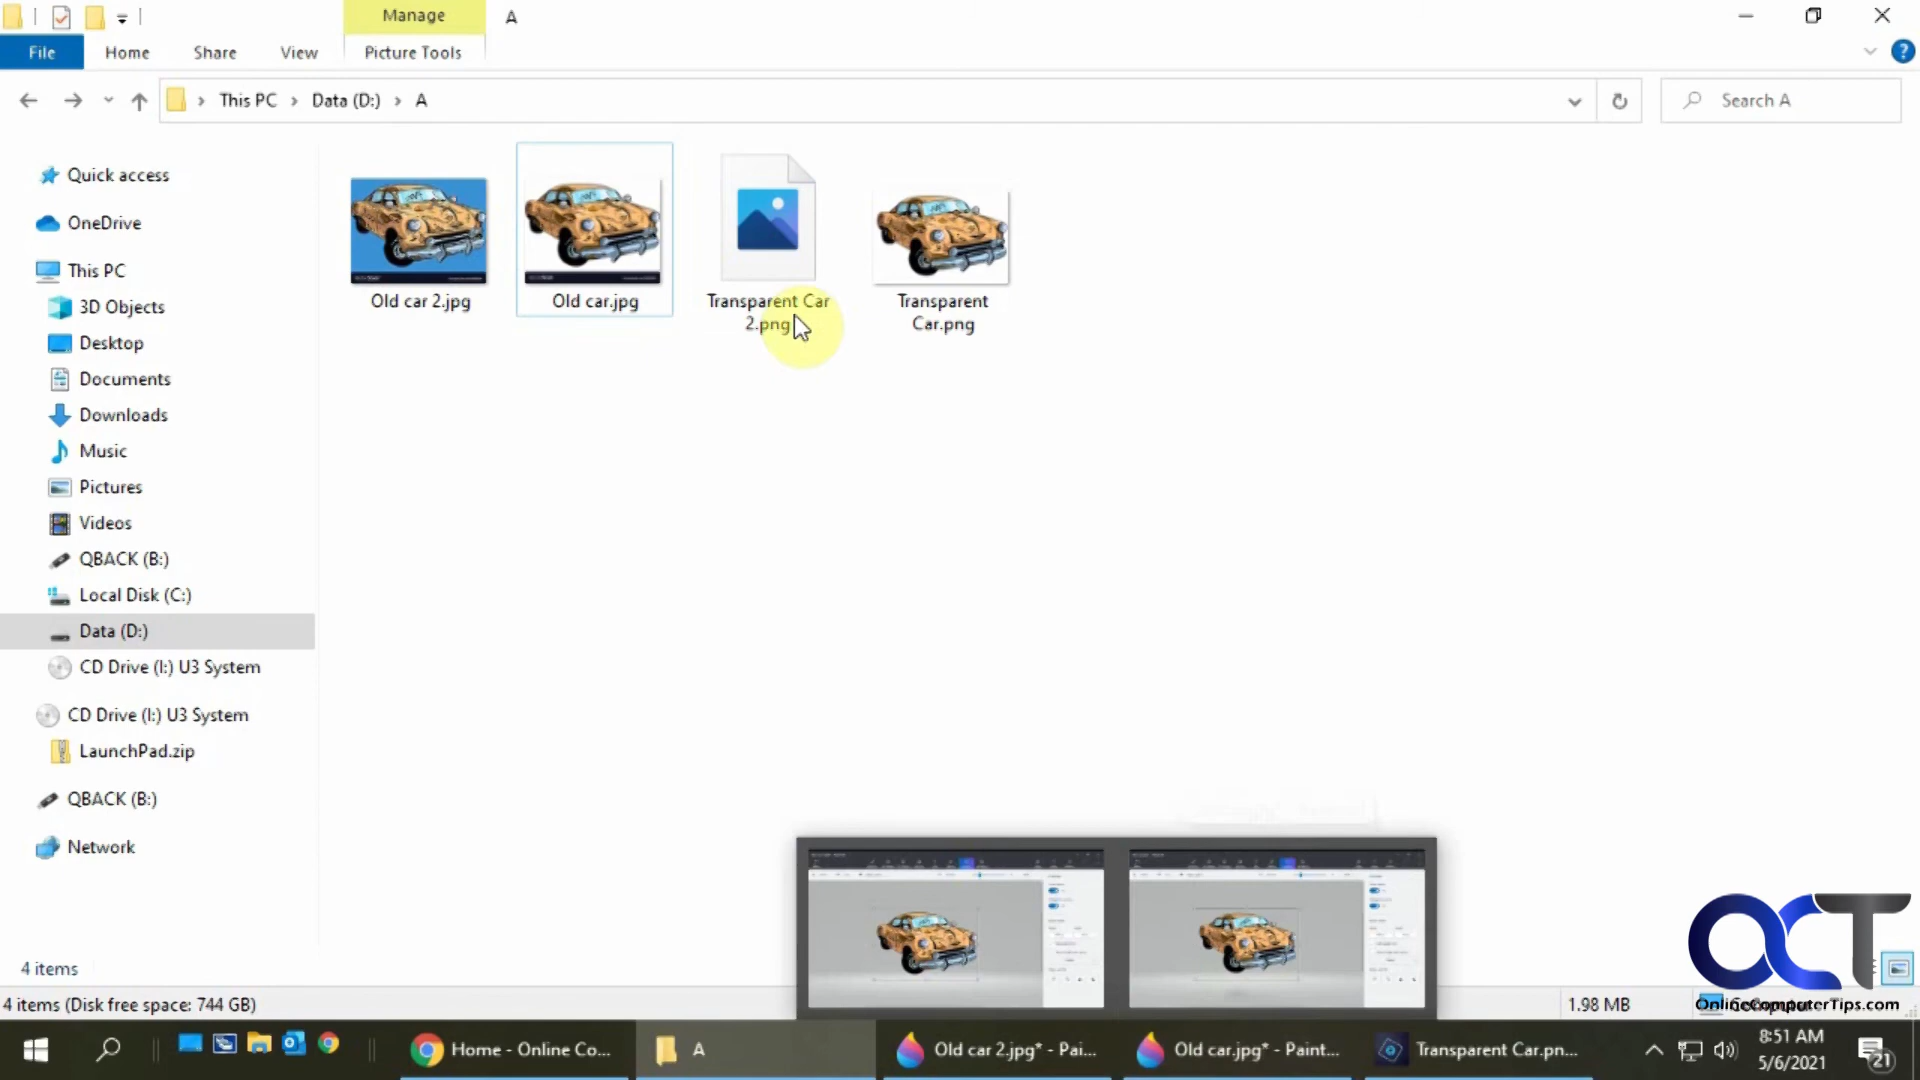 Manage
A
File
Home
Share
View
Picture Tools
This PC
Data (D:)
A
Search A
Quick access
OneDrive
This PC
3D Objects
Desktop
Documents
Downloads
Music
Pictures
Videos
QBACK (B:)
Local Disk (C:)
Data (D:)
CD Drive (I:) U3 System
CD Drive (I:) U3 System
LaunchPad.zip
QBACK (B:)
Network
Old car 2.jpg
Old car.jpg
Transparent Car
2.png
Transparent
Car.png
4 items
4 items (Disk free space: 744 GB)
1.98 MB
OCT
OnlineComputerTips.com
Home - Online Co...
A
Old car 2.jpg* - Pai...
Old car.jpg* - Paint...
Transparent Car.pn...
8:51 AM
5/6/2021
21